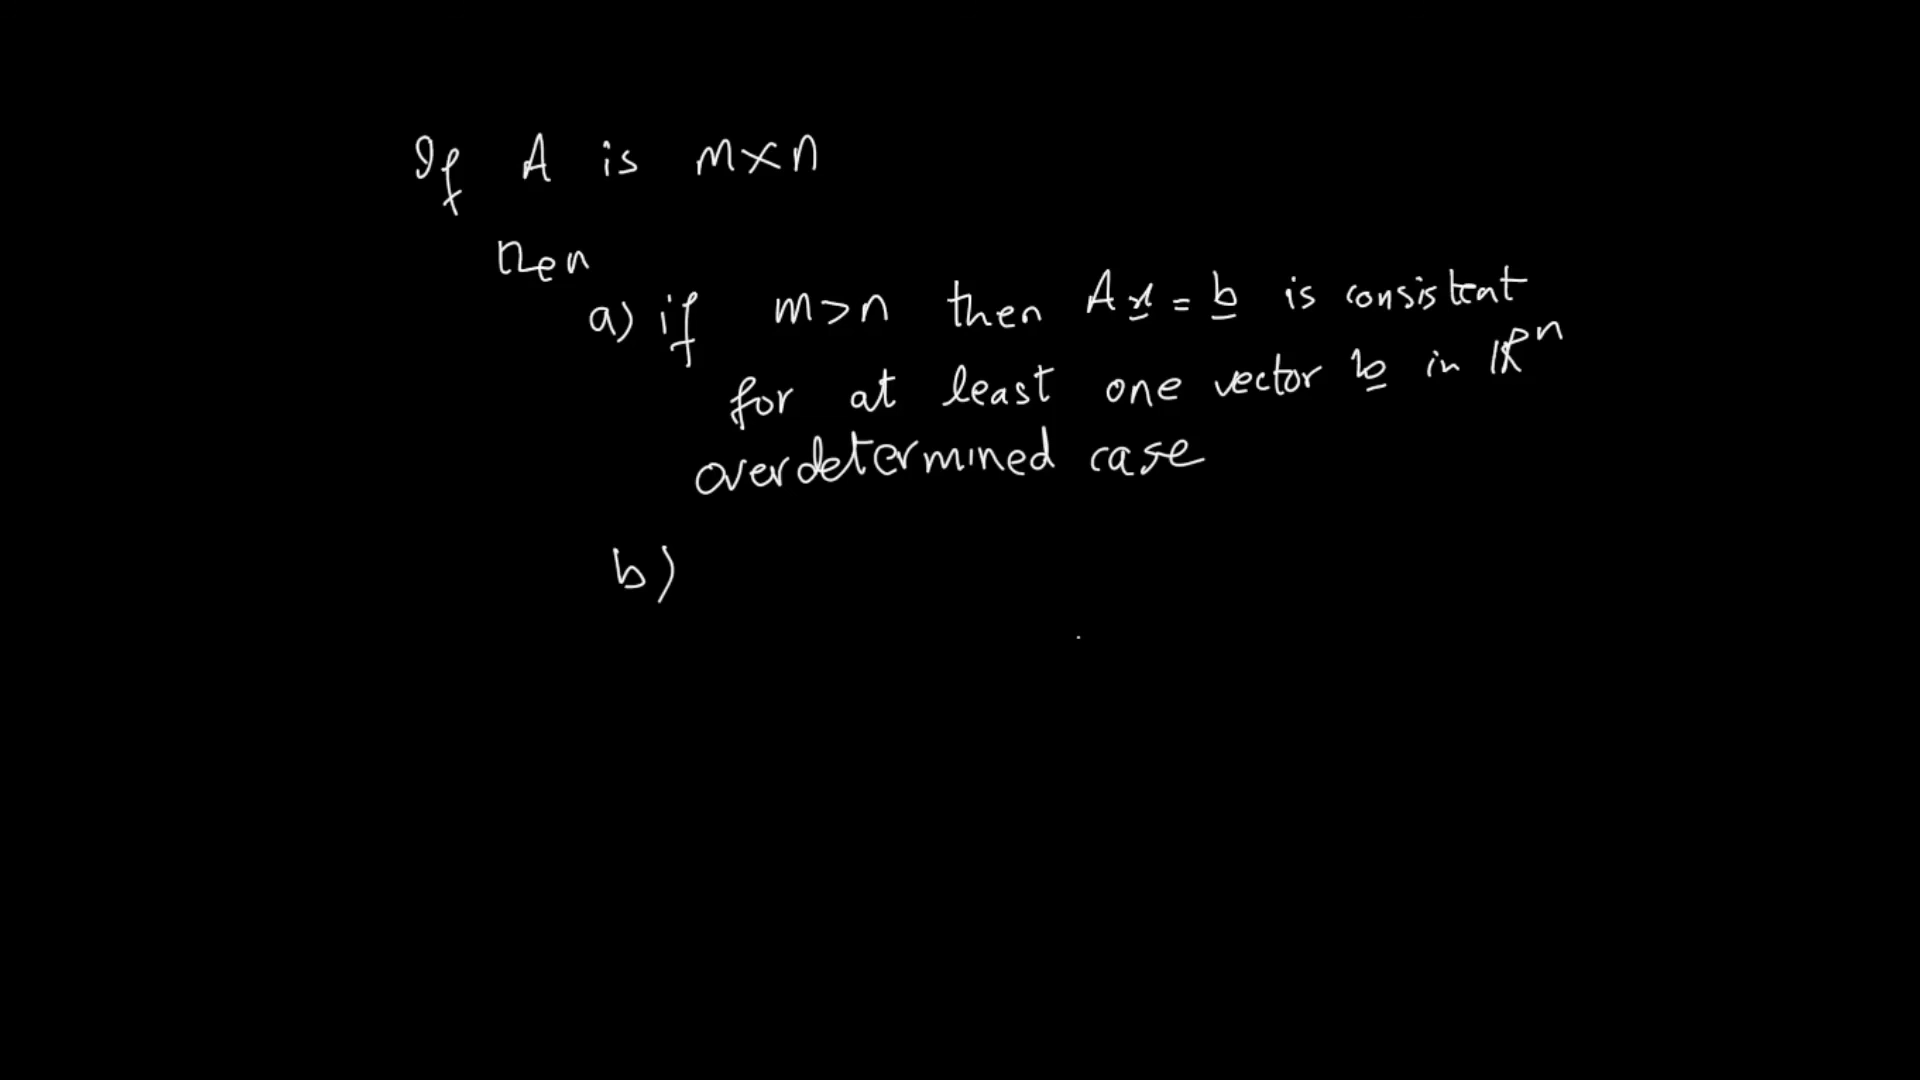 If A is m×n
then
a) if m>n then Ax = b is consistent
for at least one vector b in ℝⁿ
overdetermined case
b)